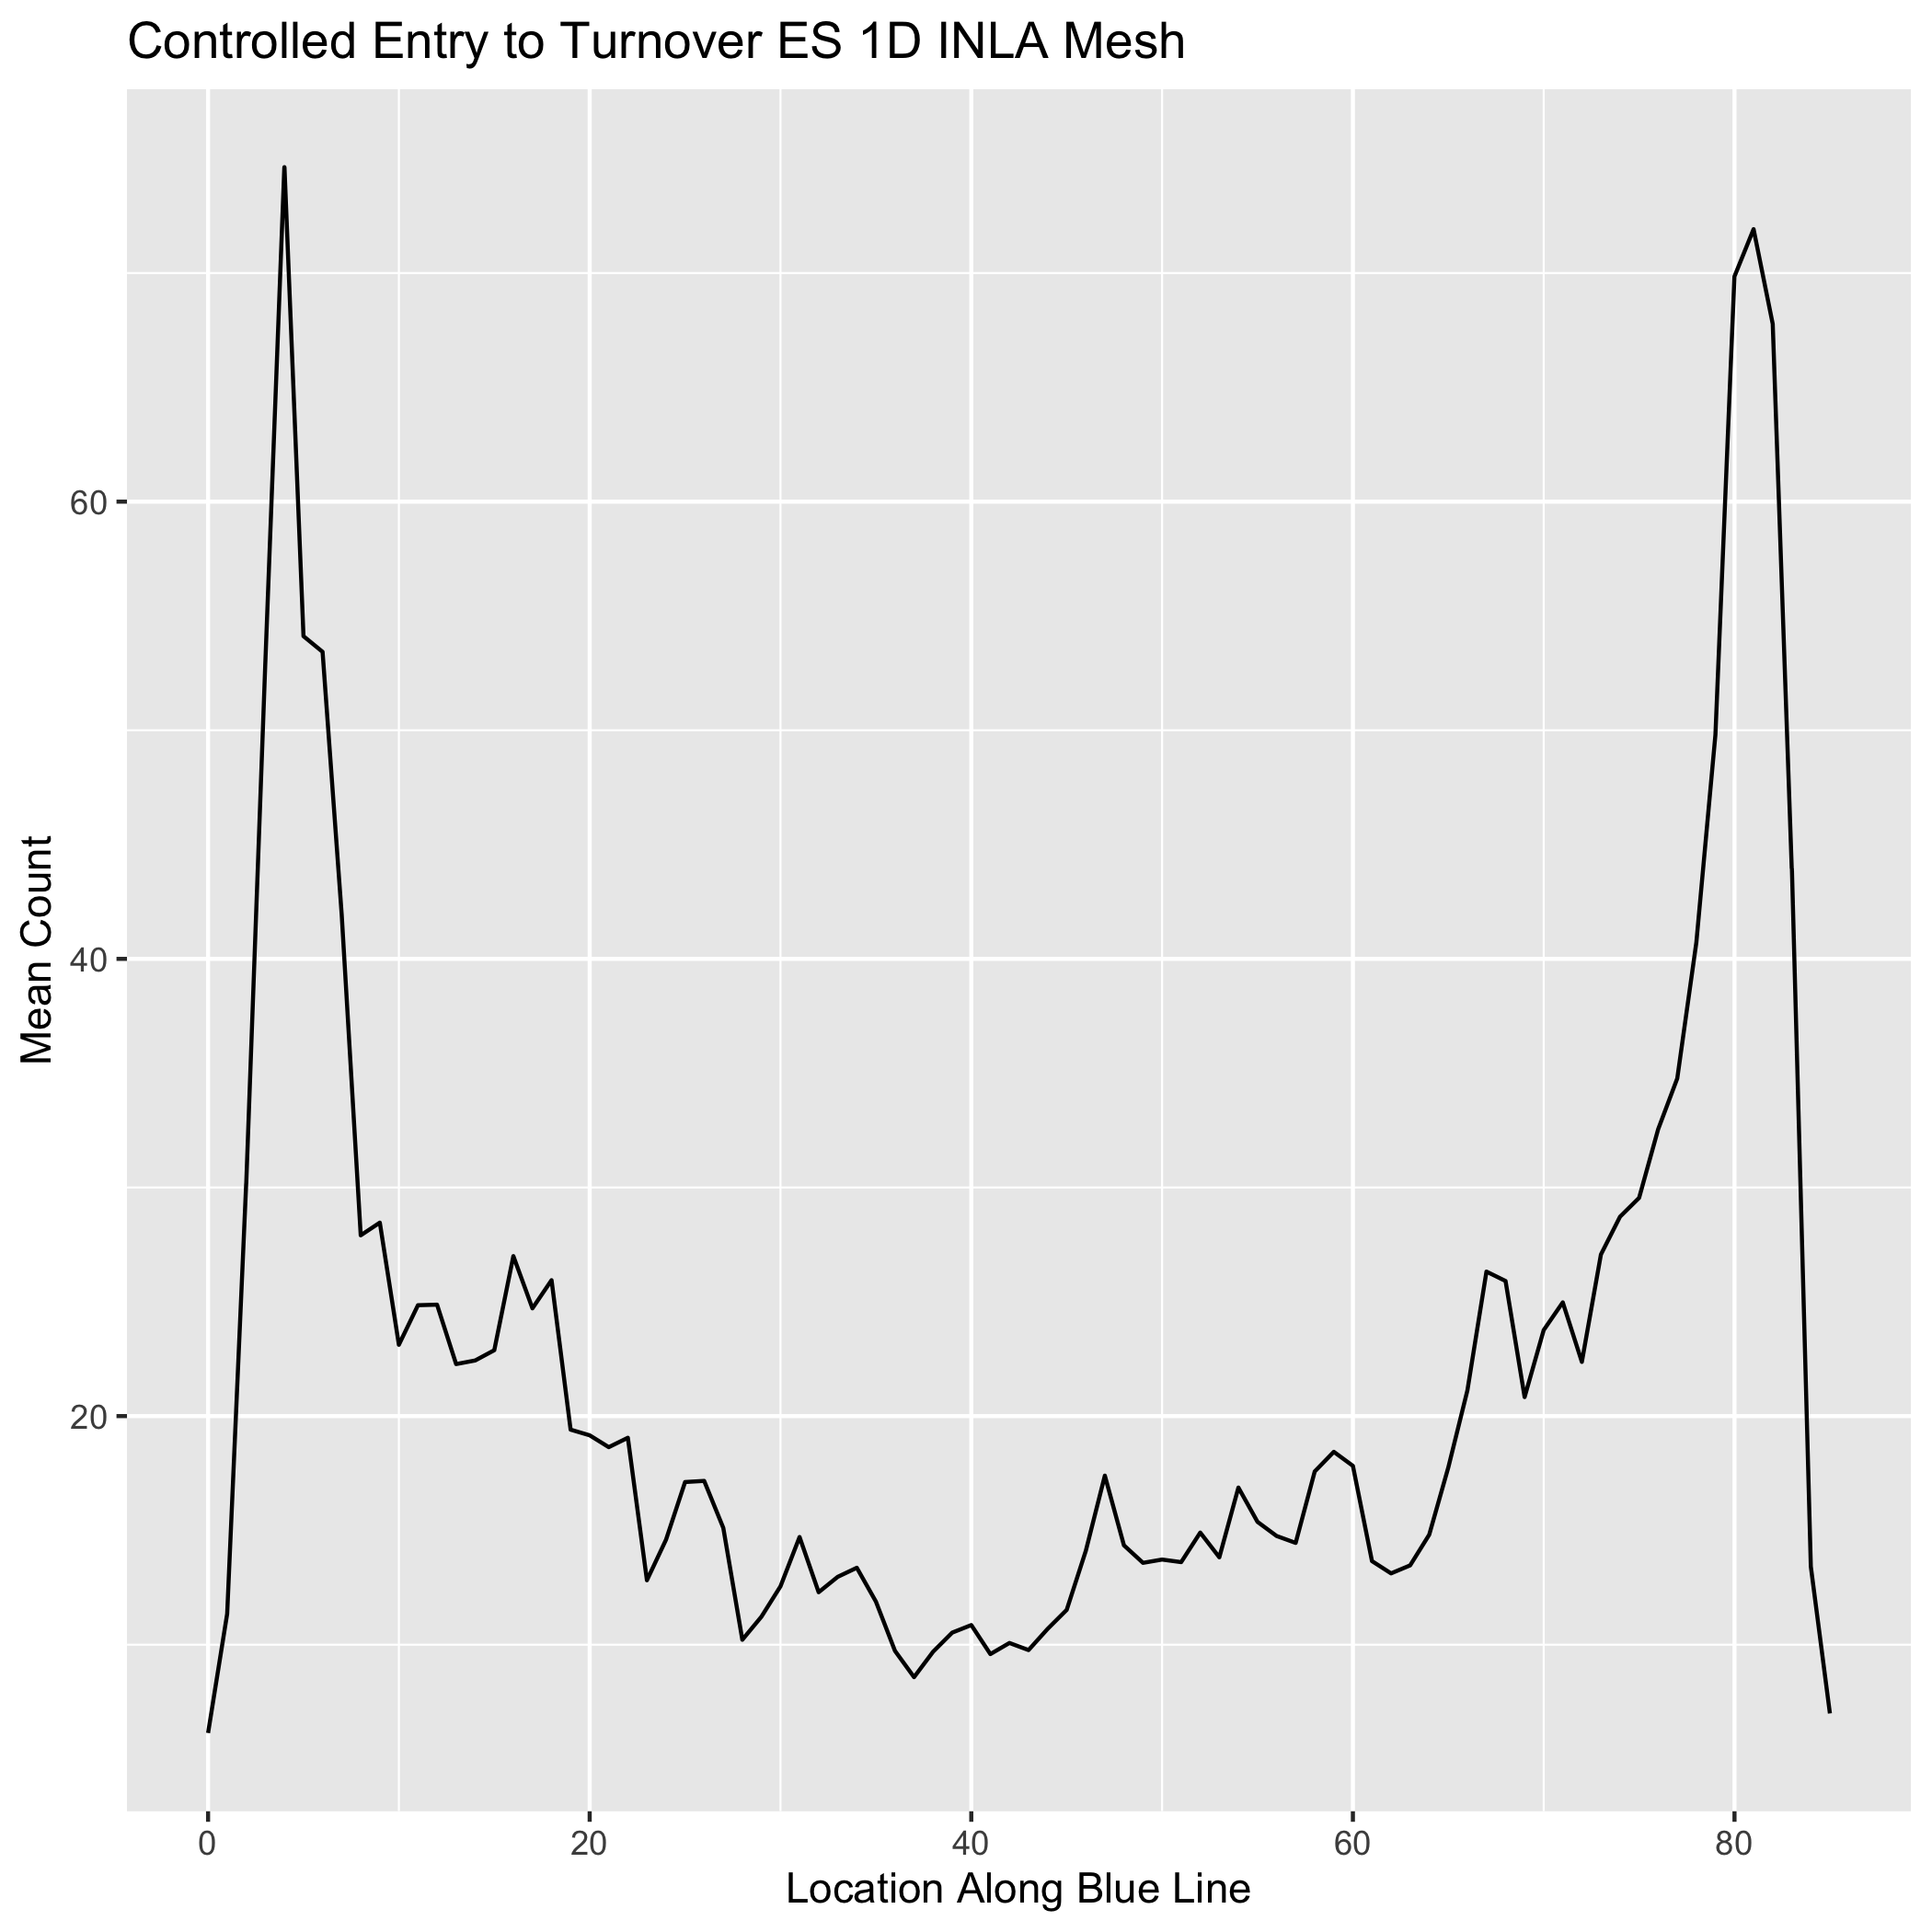 Controlled Entry to Turnover ES 1D INLA Mesh
Mean Count
60
40
20
0 20 40 60 80
Location Along Blue Line